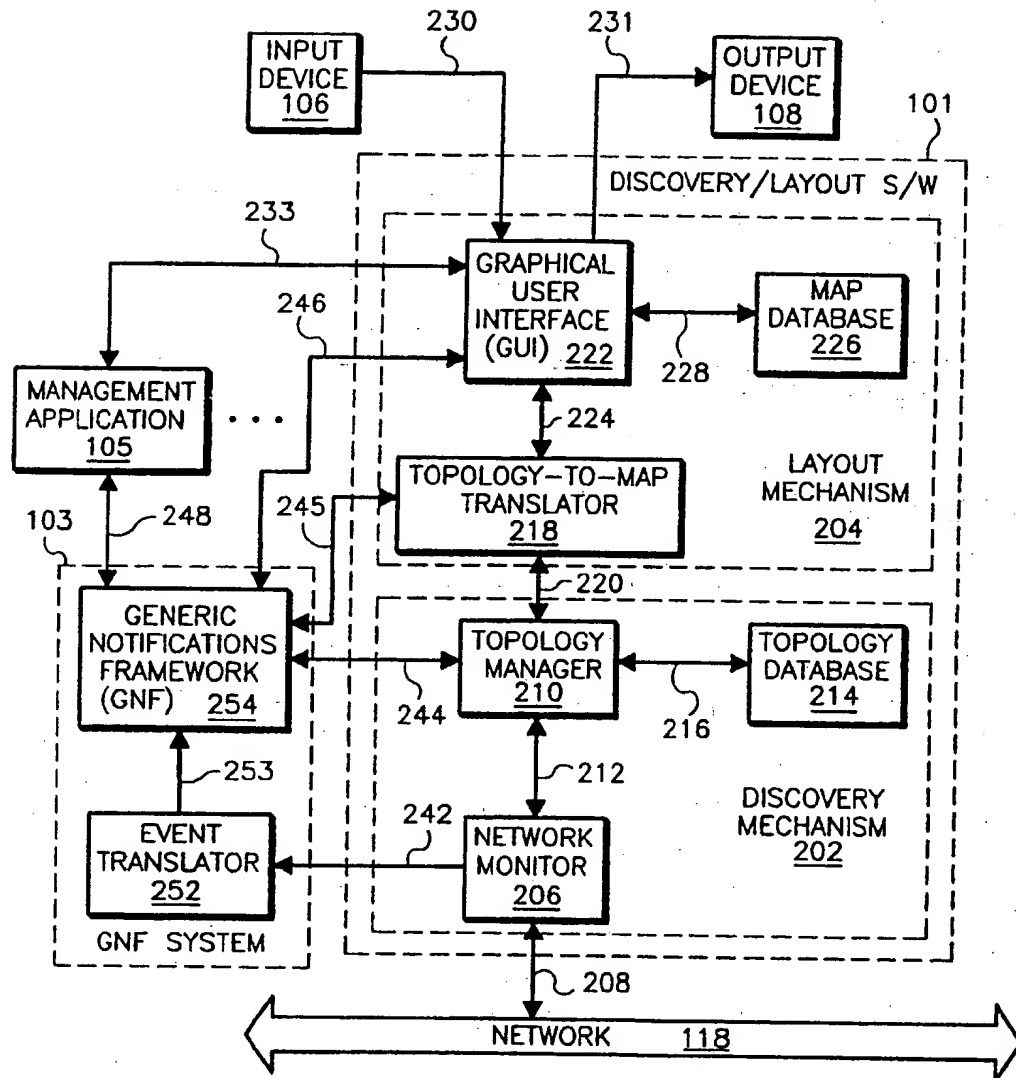 230
231
INPUT
DEVICE
106
OUTPUT
DEVICE
108
101
DISCOVERY/LAYOUT S/W
233
GRAPHICAL
USER
INTERFACE
(GUI) 222
MAP
DATABASE
226
246
228
MANAGEMENT
APPLICATION
105
. . .
224
TOPOLOGY-TO-MAP
TRANSLATOR
218
LAYOUT
MECHANISM
204
245
248
103
220
GENERIC
NOTIFICATIONS
FRAMEWORK
(GNF) 254
TOPOLOGY
MANAGER
210
TOPOLOGY
DATABASE
214
244
216
253
212
EVENT
TRANSLATOR
252
242
NETWORK
MONITOR
206
DISCOVERY
MECHANISM
202
GNF SYSTEM
208
NETWORK 118